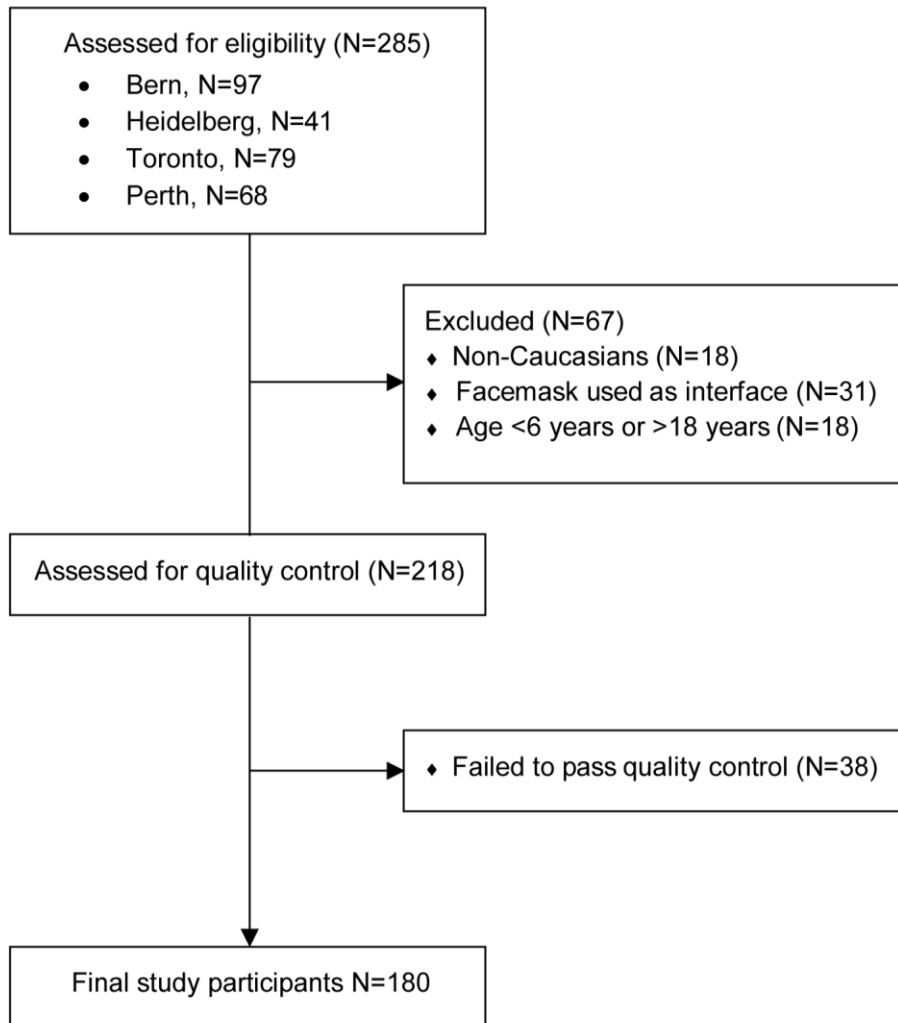 Assessed for eligibility (N=285)
• Bern, N=97
• Heidelberg, N=41
• Toronto, N=79
• Perth, N=68
Excluded (N=67)
♦ Non-Caucasians (N=18)
♦ Facemask used as interface (N=31)
♦ Age <6 years or >18 years (N=18)
Assessed for quality control (N=218)
♦ Failed to pass quality control (N=38)
Final study participants N=180